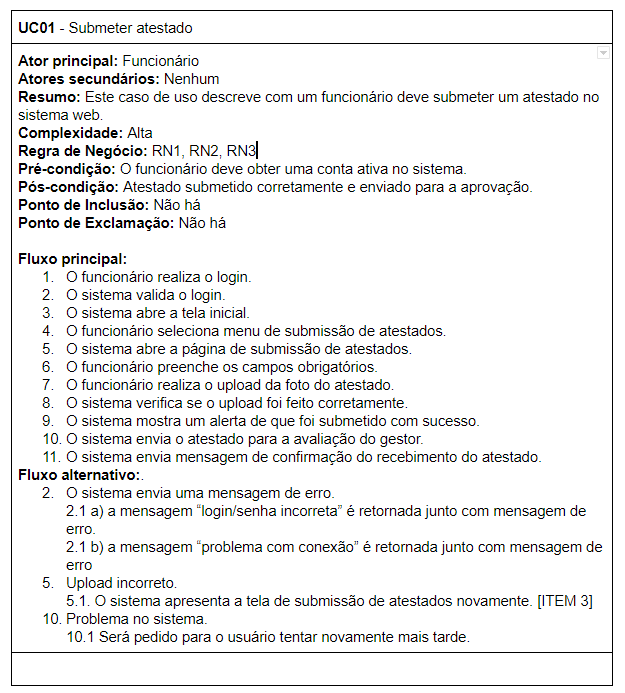 UC01 - Submeter atestado
Ator principal: Funcionário
Atores secundários: Nenhum
Resumo: Este caso de uso descreve com um funcionário deve submeter um atestado no
sistema web.
Complexidade: Alta
Regra de Negócio: RN1, RN2, RN3
Pré-condição: O funcionário deve obter uma conta ativa no sistema.
Pós-condição: Atestado submetido corretamente e enviado para a aprovação.
Ponto de Inclusão: Não há
Ponto de Exclamação: Não há
Fluxo principal:
1. O funcionário realiza o login.
2. O sistema valida o login.
3. O sistema abre a tela inicial.
4. O funcionário seleciona menu de submissão de atestados.
5. O sistema abre a página de submissão de atestados.
6. O funcionário preenche os campos obrigatórios.
7. O funcionário realiza o upload da foto do atestado.
8. O sistema verifica se o upload foi feito corretamente.
9. O sistema mostra um alerta de que foi submetido com sucesso.
10. O sistema envia o atestado para a avaliação do gestor.
11. O sistema envia mensagem de confirmação do recebimento do atestado.
Fluxo alternativo:.
2. O sistema envia uma mensagem de erro.
2.1 a) a mensagem “login/senha incorreta” é retornada junto com mensagem de
erro.
2.1 b) a mensagem “problema com conexão” é retornada junto com mensagem de
erro
5. Upload incorreto.
5.1. O sistema apresenta a tela de submissão de atestados novamente. [ITEM 3]
10. Problema no sistema.
10.1 Será pedido para o usuário tentar novamente mais tarde.